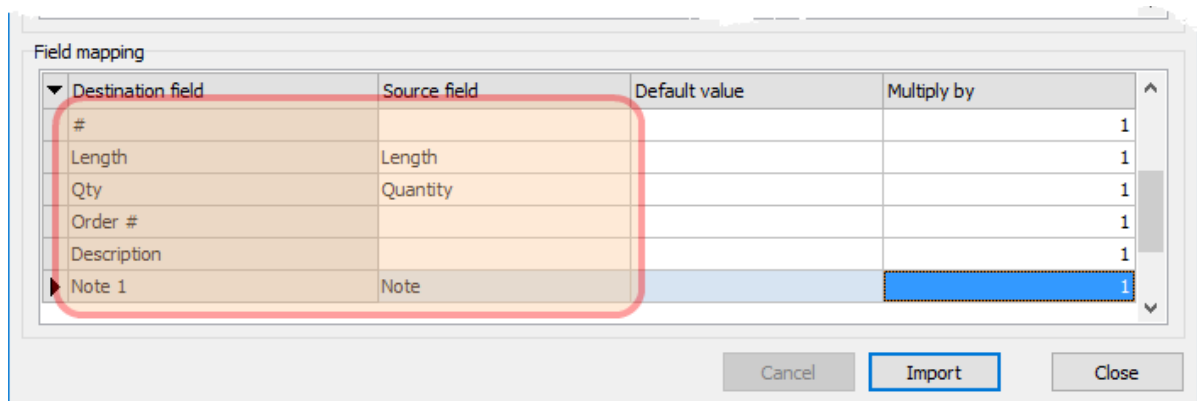 Field mapping
Destination field Source field Default value Multiply by
# 1
Length Length 1
Qty Quantity 1
Order # 1
Description 1
Note 1 Note 1
Cancel Import Close